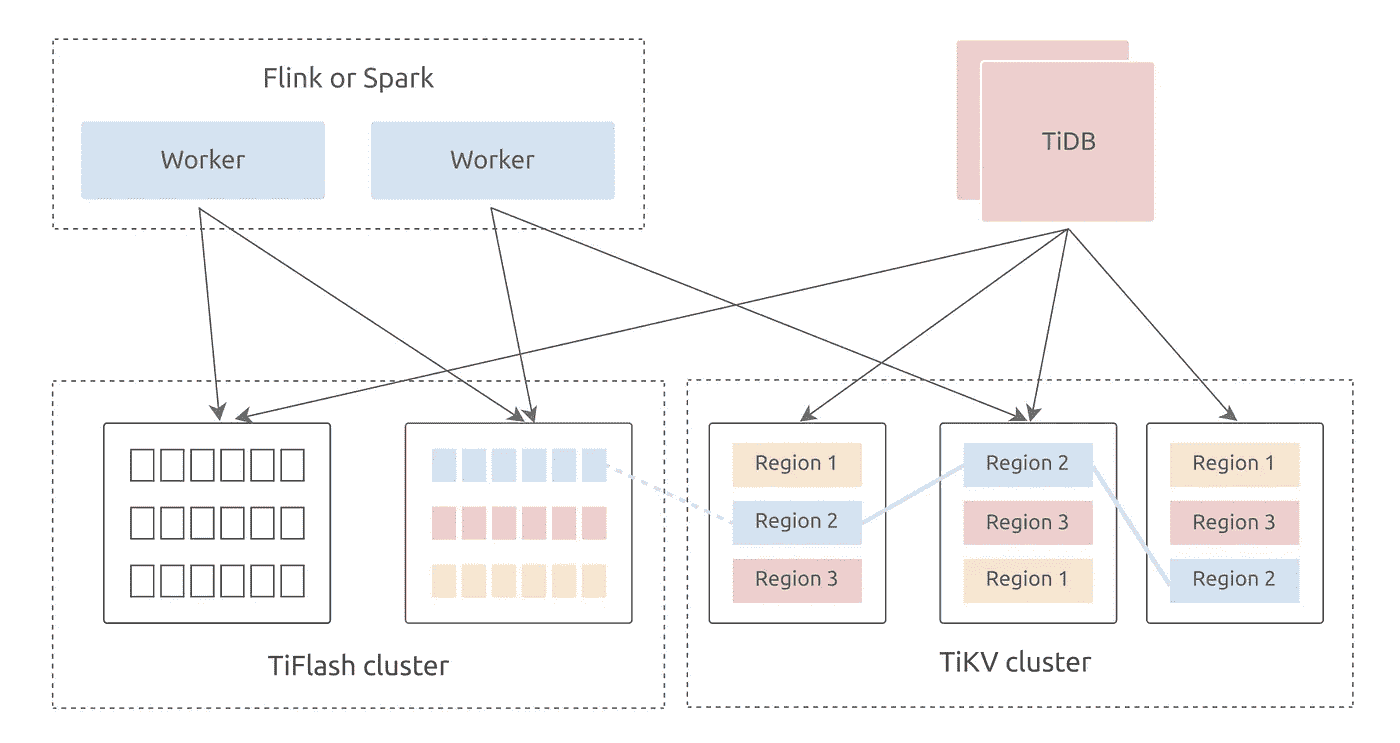 Flink or Spark
Worker
Worker
TiDB
Region 1
Region 2
Region 3
Region 2
Region 3
Region 1
Region 1
Region 3
Region 2
TiFlash cluster
TiKV cluster